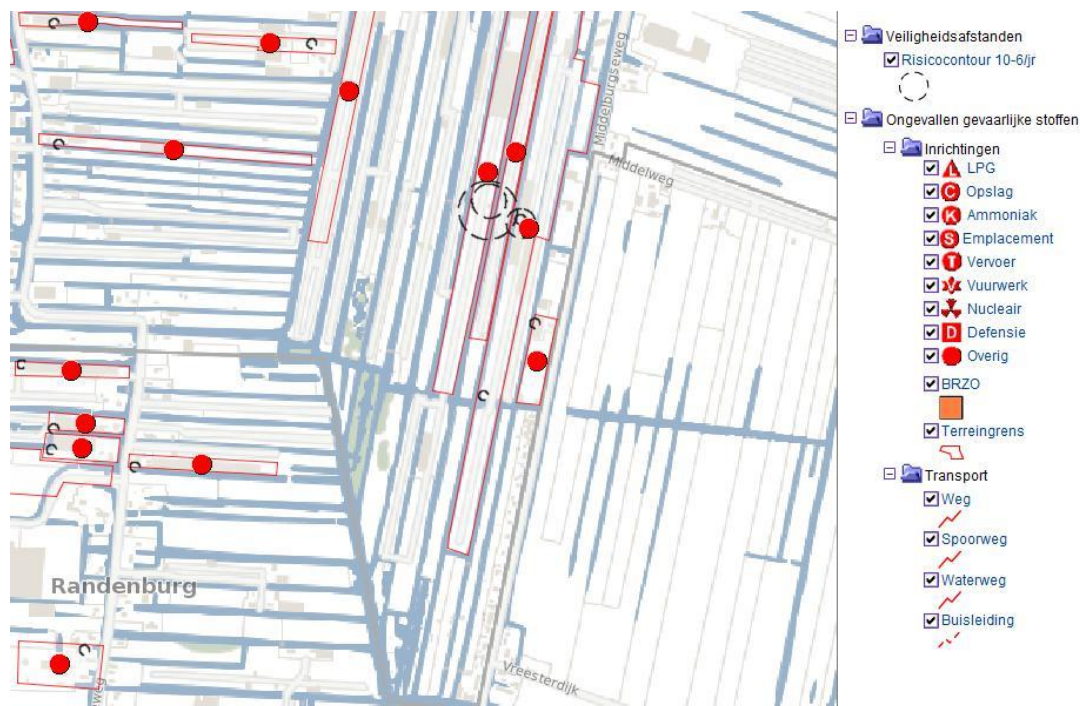 Middelburgseweg
Middelweg
Randenburg
Vreesterdijk
weg
Veiligheidsafstanden
Risicocontour 10-6/jr
Ongevallen gevaarlijke stoffen
Inrichtingen
L LPG
C Opslag
K Ammoniak
S Emplacement
T Vervoer
V Vuurwerk
Nucleair
D Defensie
Overig
BRZO
Terreingrens
Transport
Weg
Spoorweg
Waterweg
Buisleiding